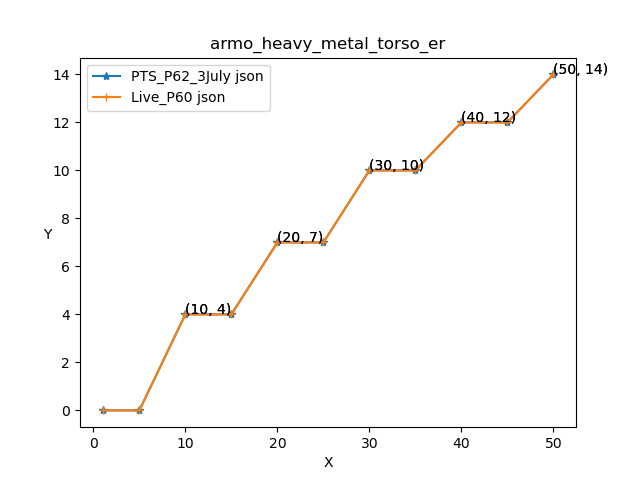 armo_heavy_metal_torso_er
PTS_P62_3July json
Live_P60 json
(50, 14)
(40, 12)
(30, 10)
(20, 7)
(10, 4)
Y
14
12
10
8
6
4
2
0
0 10 20 30 40 50
X